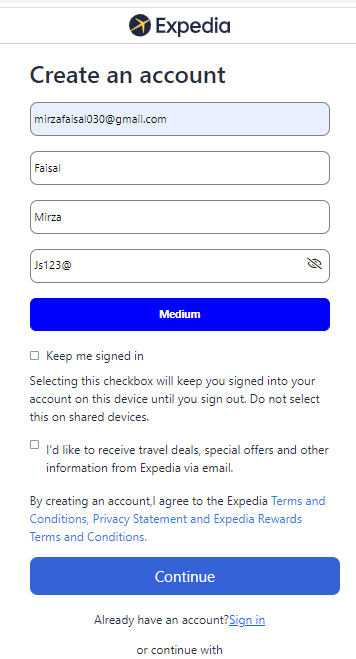 Expedia
Create an account
mirzafaisal030@gmail.com
Faisal
Mirza
Js123@
Medium
Keep me signed in
Selecting this checkbox will keep you signed into your
account on this device until you sign out. Do not select
this on shared devices.
I'd like to receive travel deals, special offers and other
information from Expedia via email.
By creating an account,I agree to the Expedia Terms and
Conditions, Privacy Statement and Expedia Rewards
Terms and Conditions.
Continue
Already have an account?Sign in
or continue with